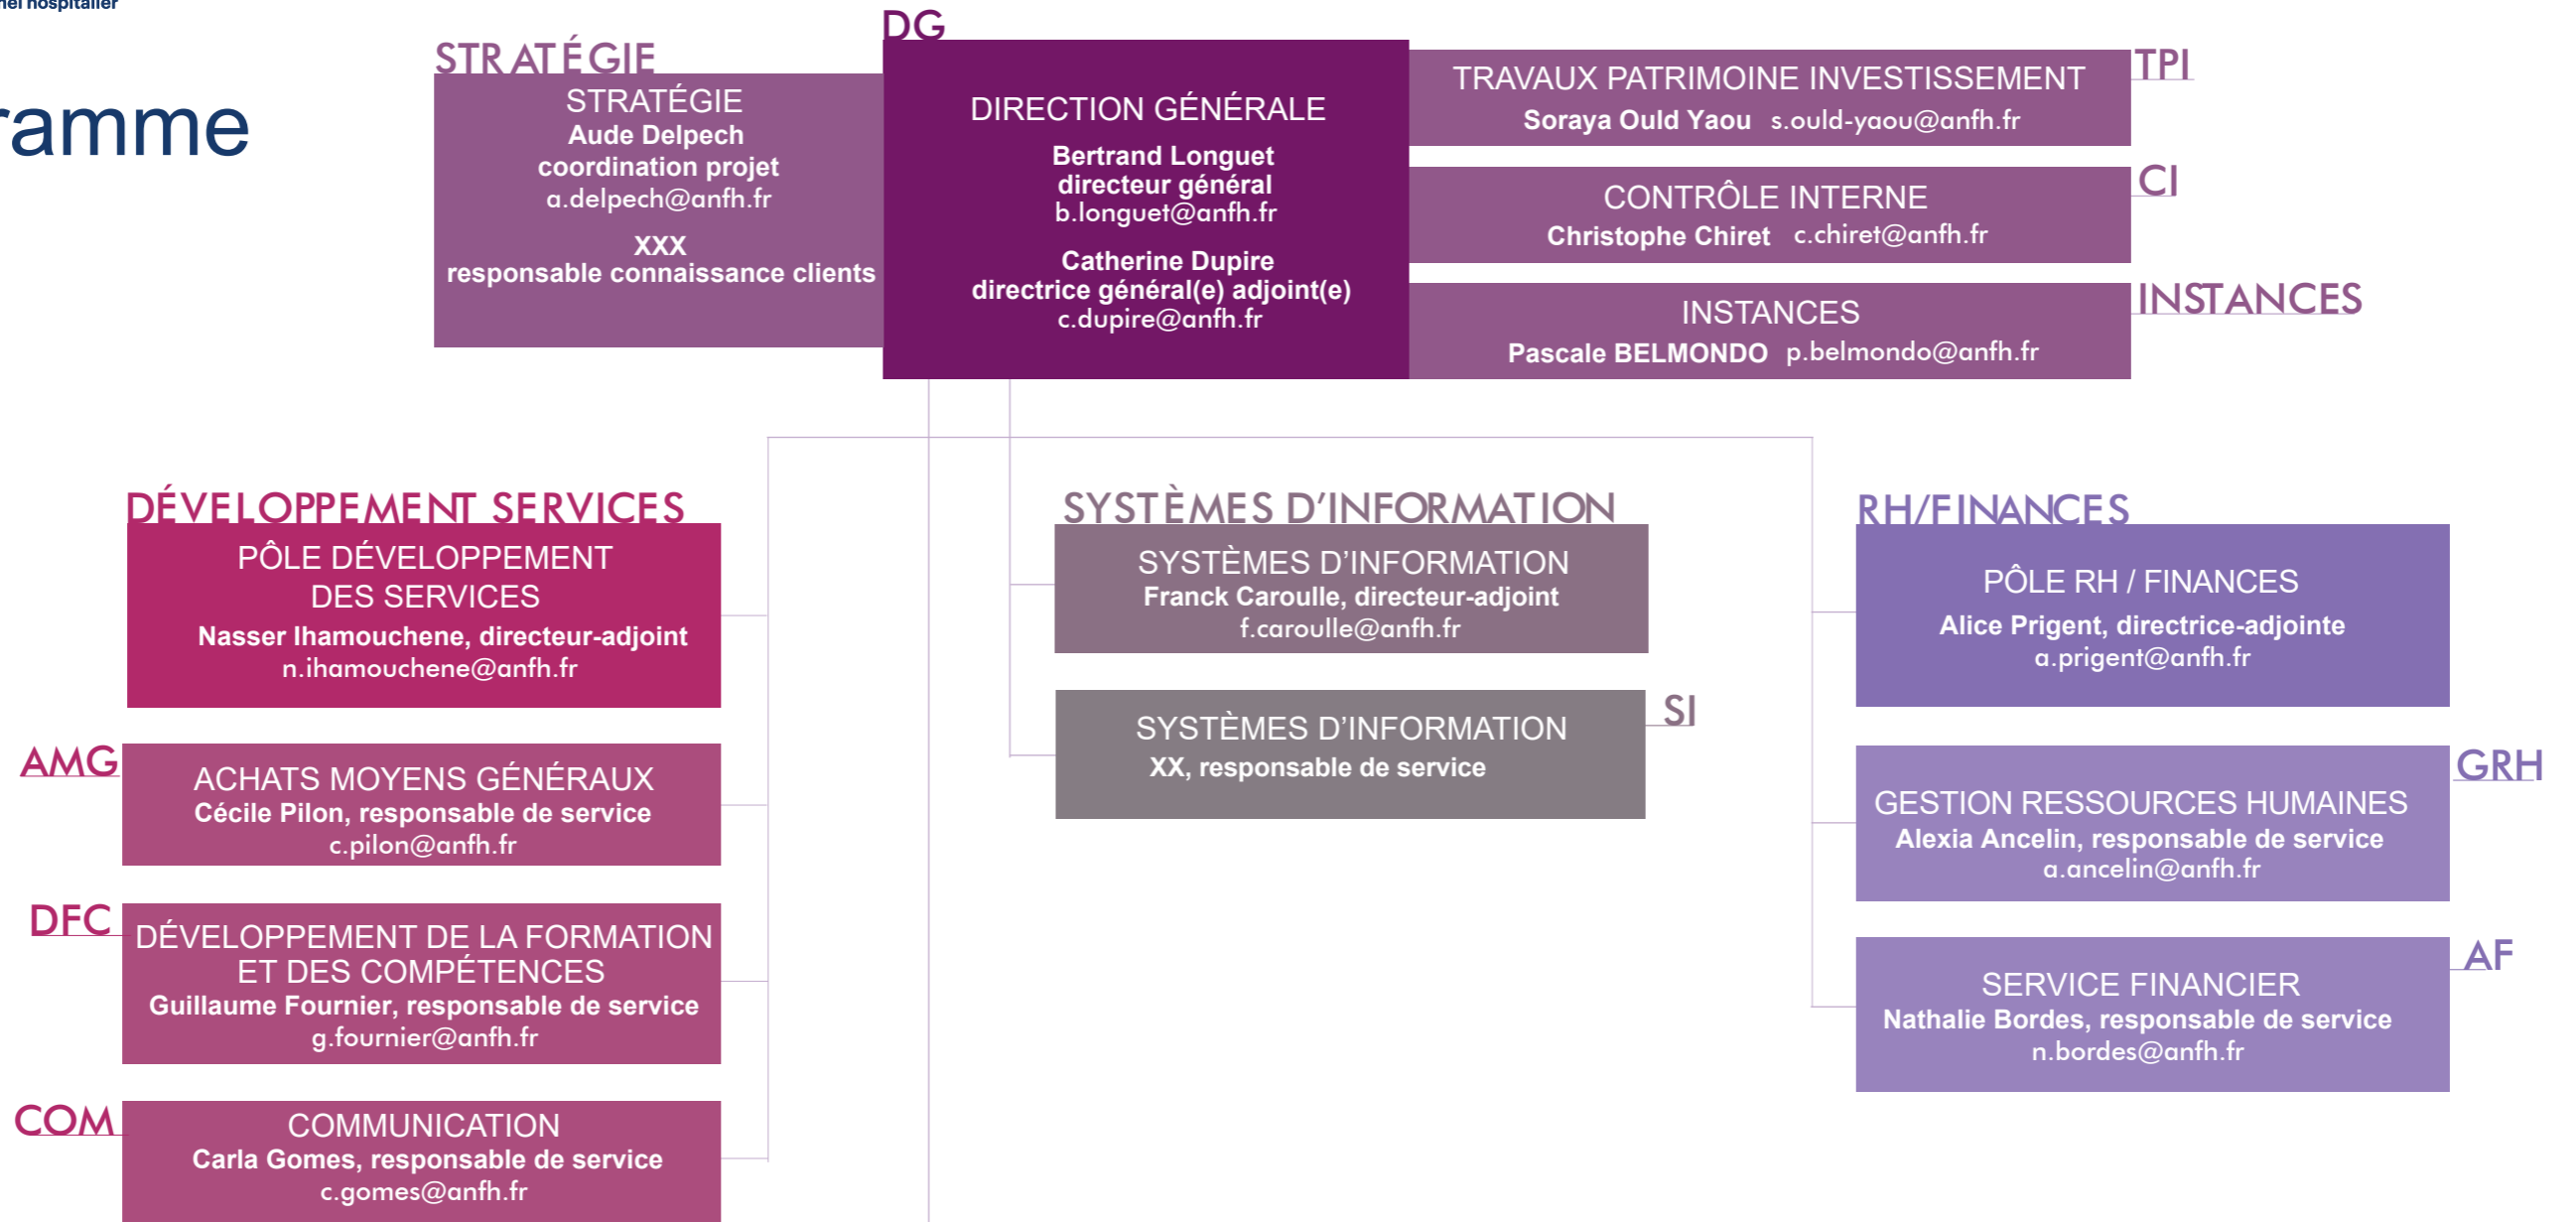 hospitalier
DG
STRATÉGIE
STRATÉGIE
Aude Delpech
coordination projet
a.delpech@anfh.fr
XXX
responsable connaissance clients
DIRECTION GÉNÉRALE
Bertrand Longuet
directeur général
b.longuet@anfh.fr
Catherine Dupire
directrice général(e) adjoint(e)
c.dupire@anfh.fr
TRAVAUX PATRIMOINE INVESTISSEMENT
Soraya Ould Yaou s.ould-yaou@anfh.fr
TPI
CONTRÔLE INTERNE
Christophe Chiret c.chiret@anfh.fr
CI
INSTANCES
Pascale BELMONDO p.belmondo@anfh.fr
INSTANCES
ramme
DÉVELOPPEMENT SERVICES
PÔLE DÉVELOPPEMENT
DES SERVICES
Nasser Ihamouchene, directeur-adjoint
n.ihamouchene@anfh.fr
AMG
ACHATS MOYENS GÉNÉRAUX
Cécile Pilon, responsable de service
c.pilon@anfh.fr
DFC
DÉVELOPPEMENT DE LA FORMATION
ET DES COMPÉTENCES
Guillaume Fournier, responsable de service
g.fournier@anfh.fr
COM
COMMUNICATION
Carla Gomes, responsable de service
c.gomes@anfh.fr
SYSTÈMES D’INFORMATION
SYSTÈMES D’INFORMATION
Franck Caroulle, directeur-adjoint
f.caroulle@anfh.fr
SYSTÈMES D’INFORMATION
XX, responsable de service
SI
RH/FINANCES
PÔLE RH / FINANCES
Alice Prigent, directrice-adjointe
a.prigent@anfh.fr
GRH
GESTION RESSOURCES HUMAINES
Alexia Ancelin, responsable de service
a.ancelin@anfh.fr
AF
SERVICE FINANCIER
Nathalie Bordes, responsable de service
n.bordes@anfh.fr